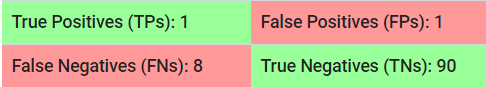 True Positives (TPs): 1
False Positives (FPs): 1
False Negatives (FNs): 8
True Negatives (TNs): 90